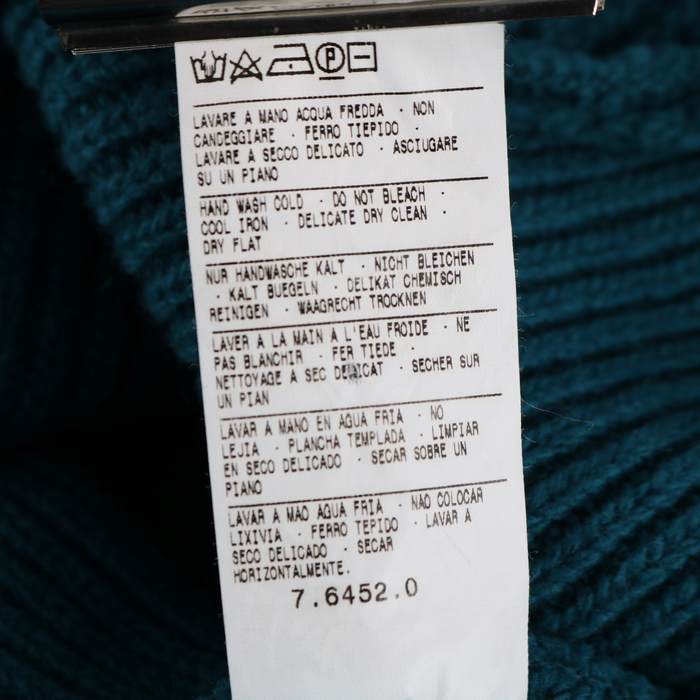 LAVARE A MANO ACQUA FREDDA · NON
CANDEGGIARE · FERRO TIEPIDO ·
LAVARE A SECCO DELICATO · ASCIUGARE
SU UN PIANO
HAND WASH COLD · DO NOT BLEACH ·
COOL IRON · DELICATE DRY CLEAN ·
DRY FLAT
NUR HANDWASCHE KALT · NICHT BLEICHEN
· KALT BUEGELN · DELIKAT CHEMISCH
REINIGEN · WAAGRECHT TROCKNEN
LAVER A LA MAIN A L'EAU FROIDE · NE
PAS BLANCHIR · FER TIEDE ·
NETTOYAGE A SEC DELICAT · SECHER SUR
UN PIAN
LAVAR A MANO EN AGUA FRIA · NO
LEJIA · PLANCHA TEMPLADA · LIMPIAR
EN SECO DELICADO · SECAR SOBRE UN
PIANO
LAVAR A MAO AGUA FRIA · NAO COLOCAR
LIXIVIA · FERRO TEPIDO · LAVAR A
SECO DELICADO · SECAR
HORIZONTALMENTE.
7.6452.0